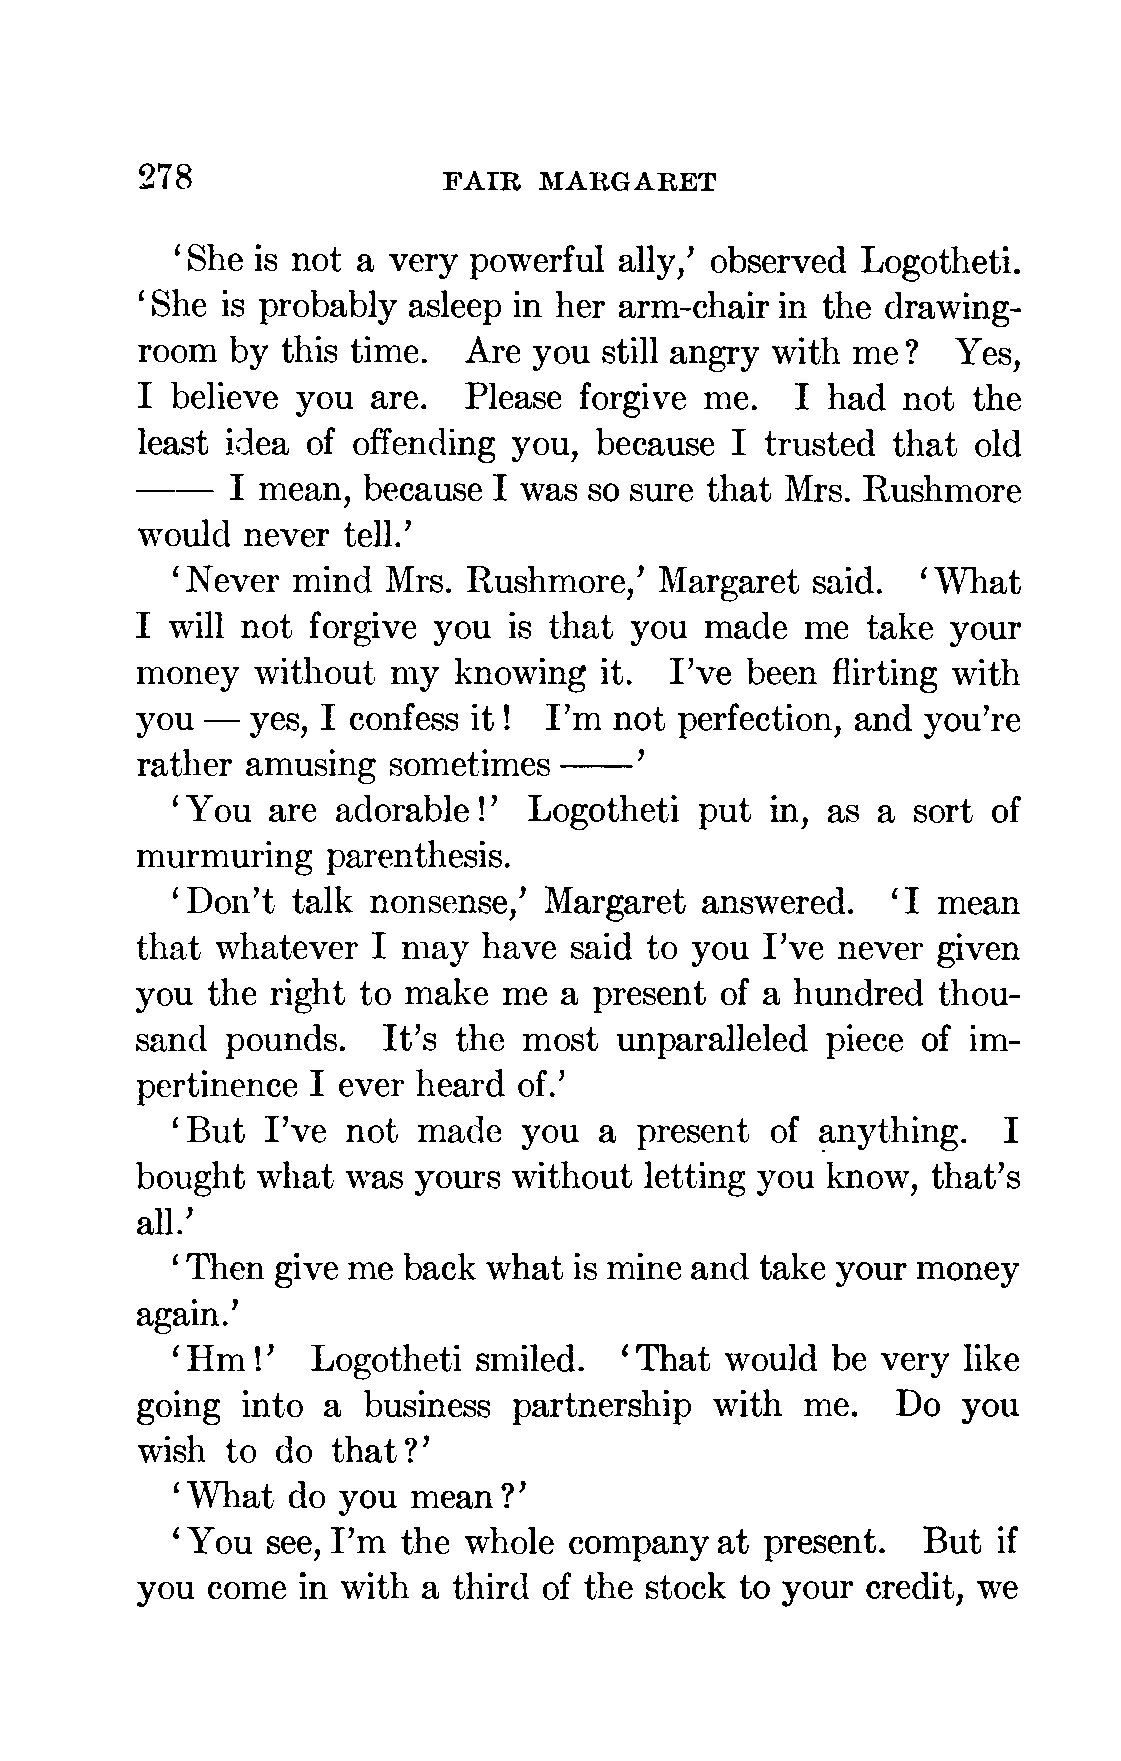 278 FAIR MARGARET
‘She is not a very powerful ally,’ observed Logotheti.
‘She is probably asleep in her arm-chair in the drawing-
room by this time. Are you still angry with me? Yes,
I believe you are. Please forgive me. I had not the
least idea of offending you, because I trusted that old
—— I mean, because I was so sure that Mrs. Rushmore
would never tell.’
‘Never mind Mrs. Rushmore,’ Margaret said. ‘What
I will not forgive you is that you made me take your
money without my knowing it. I’ve been flirting with
you — yes, I confess it! I’m not perfection, and you’re
rather amusing sometimes ——’
‘You are adorable!’ Logotheti put in, as a sort of
murmuring parenthesis.
‘Don’t talk nonsense,’ Margaret answered. ‘I mean
that whatever I may have said to you I’ve never given
you the right to make me a present of a hundred thou-
sand pounds. It’s the most unparalleled piece of im-
pertinence I ever heard of.’
‘But I’ve not made you a present of anything. I
bought what was yours without letting you know, that’s
all.’
‘Then give me back what is mine and take your money
again.’
‘Hm!’ Logotheti smiled. ‘That would be very like
going into a business partnership with me. Do you
wish to do that?’
‘What do you mean?’
‘You see, I’m the whole company at present. But if
you come in with a third of the stock to your credit, we